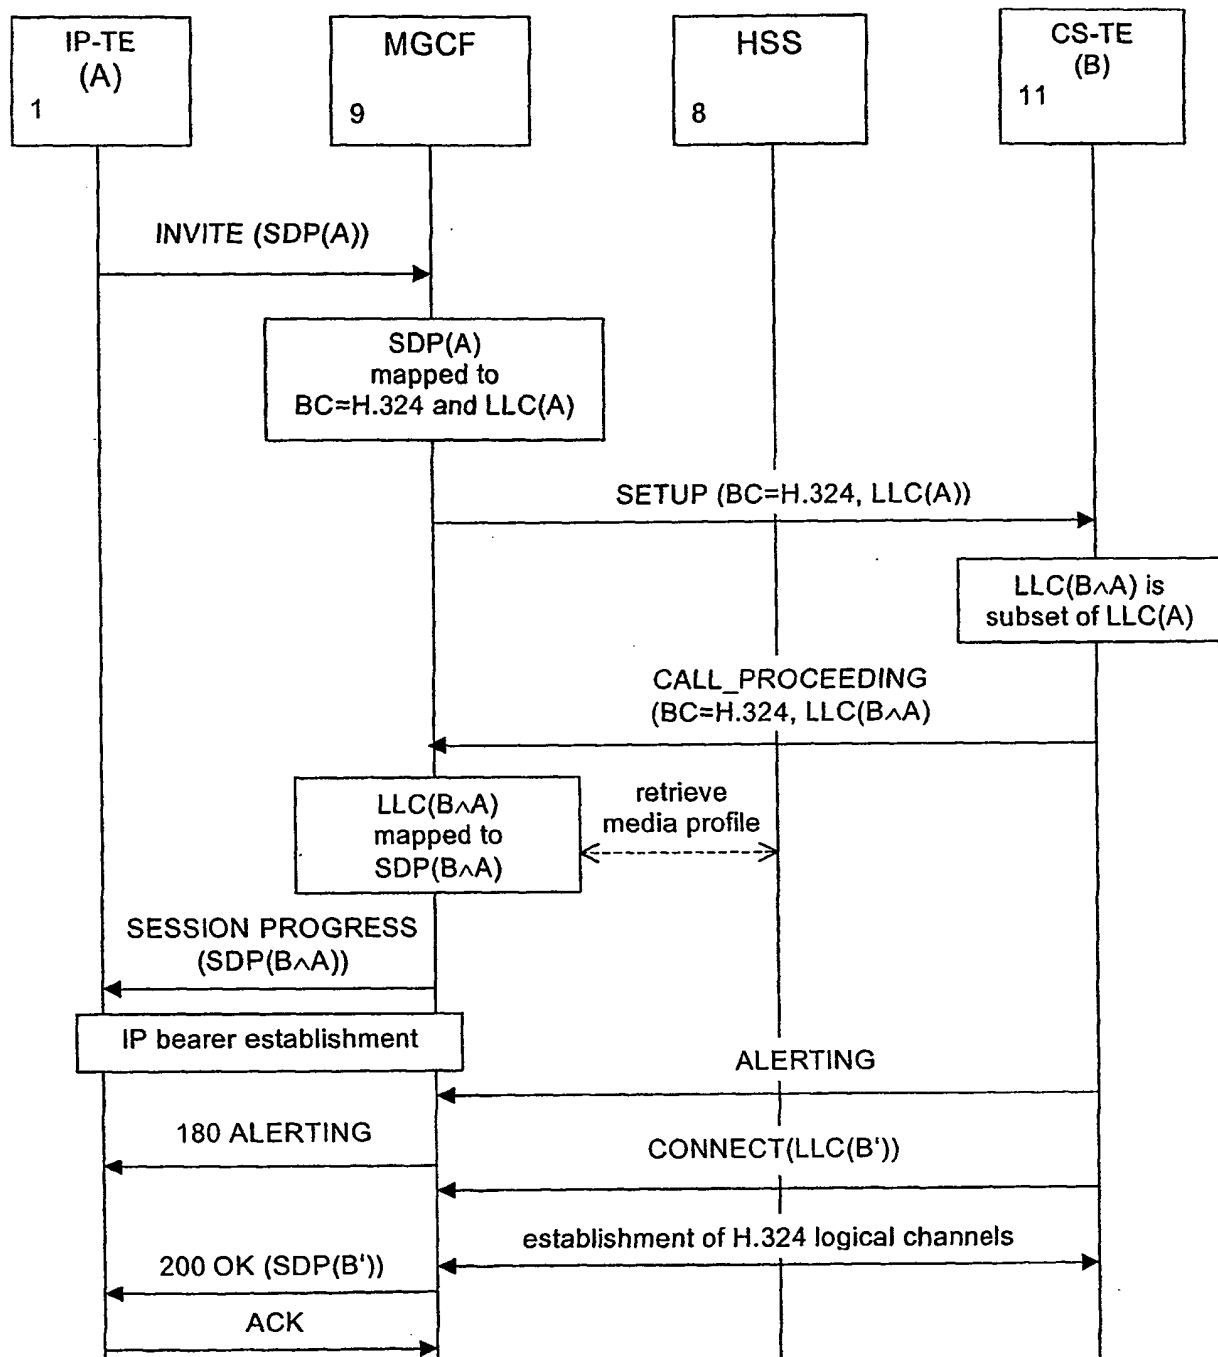 IP-TE
(A)
1
MGCF
9
HSS
8
CS-TE
(B)
11
INVITE (SDP(A))
SDP(A)
mapped to
BC=H.324 and LLC(A)
SETUP (BC=H.324, LLC(A))
LLC(B∧A) is
subset of LLC(A)
CALL_PROCEEDING
(BC=H.324, LLC(B∧A)
LLC(B∧A)
mapped to
SDP(B∧A)
retrieve
media profile
SESSION PROGRESS
(SDP(B∧A))
IP bearer establishment
ALERTING
180 ALERTING
CONNECT(LLC(B'))
establishment of H.324 logical channels
200 OK (SDP(B'))
ACK